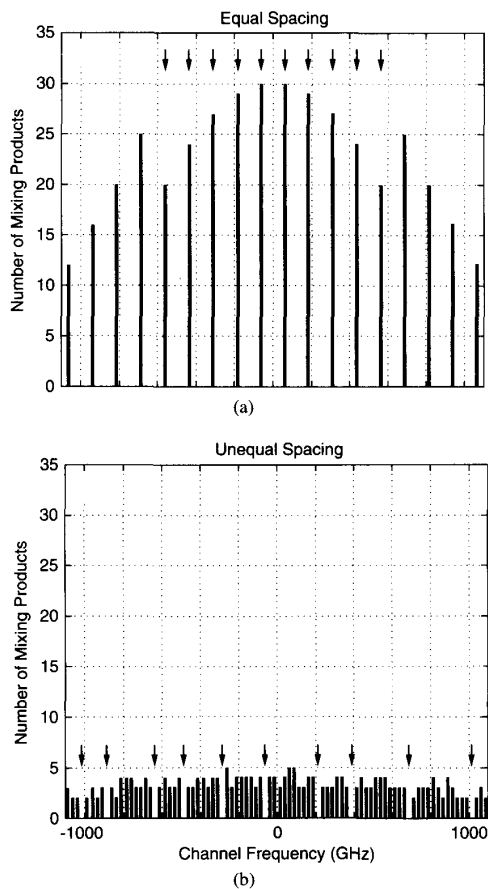 Equal Spacing
35
30
25
20
15
10
5
0
Number of Mixing Products
(a)
Unequal Spacing
35
30
25
20
15
10
5
0
Number of Mixing Products
-1000
0
1000
Channel Frequency (GHz)
(b)